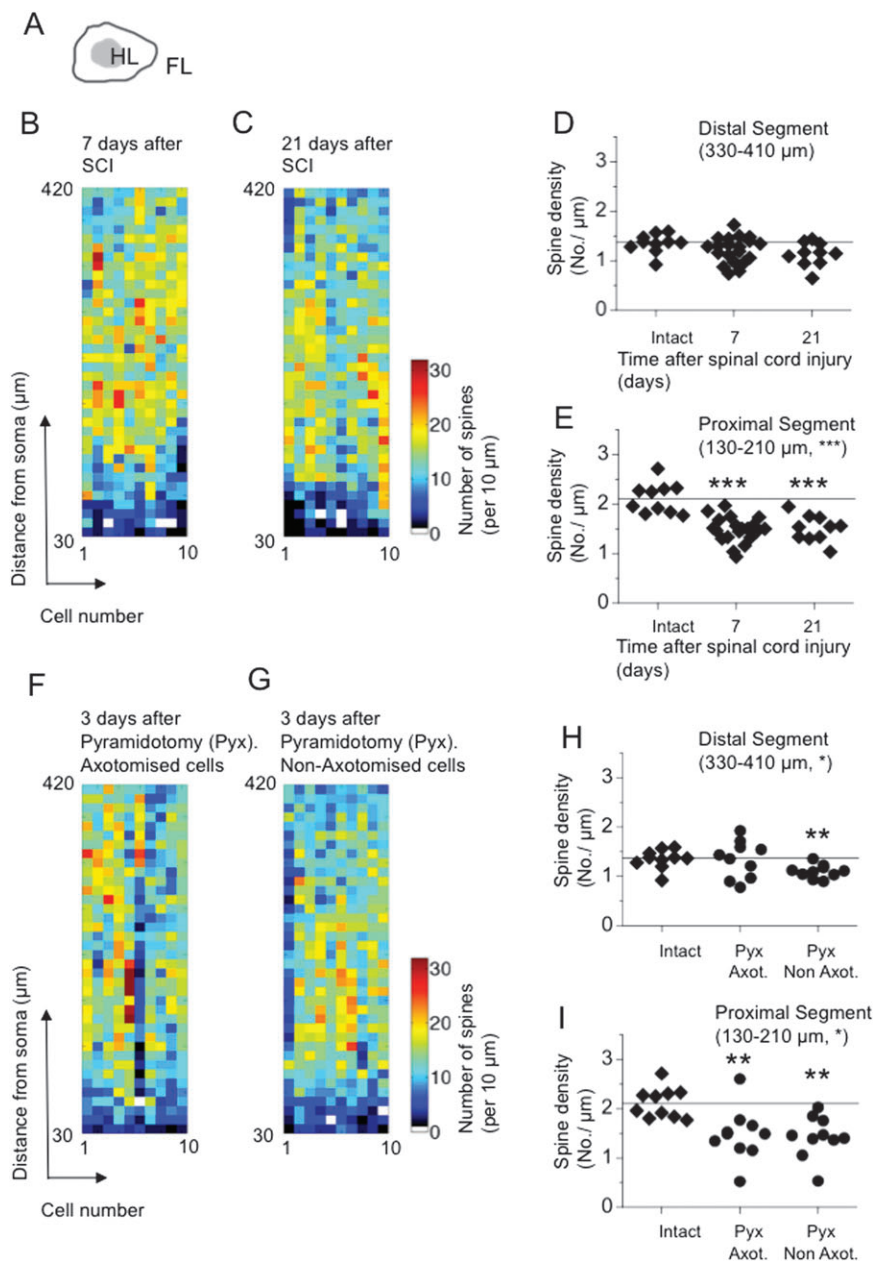 A
HL
FL
B
7 days after
SCI
420
30
1
10
C
21 days after
SCI
420
30
1
10
Distance from soma (µm)
Cell number
30
20
10
0
Number of spines
(per 10 µm)
D
Distal Segment
(330-410 µm)
Spine density
(No./ µm)
3
2
1
0
Intact
7
21
Time after spinal cord injury
(days)
E
Proximal Segment
(130-210 µm, ***)
Spine density
(No./ µm)
3
2
1
0
***
***
Intact
7
21
Time after spinal cord injury
(days)
F
3 days after
Pyramidotomy (Pyx).
Axotomised cells
420
30
1
10
G
3 days after
Pyramidotomy (Pyx).
Non-Axotomised cells
420
30
1
10
Distance from soma (µm)
Cell number
30
20
10
0
Number of spines
(per 10 µm)
H
Distal Segment
(330-410 µm, *)
Spine density
(No./ µm)
3
2
1
0
**
Intact
Pyx
Axot.
Pyx
Non Axot.
I
Proximal Segment
(130-210 µm, *)
Spine density
(No./ µm)
3
2
1
0
**
**
Intact
Pyx
Axot.
Pyx
Non Axot.